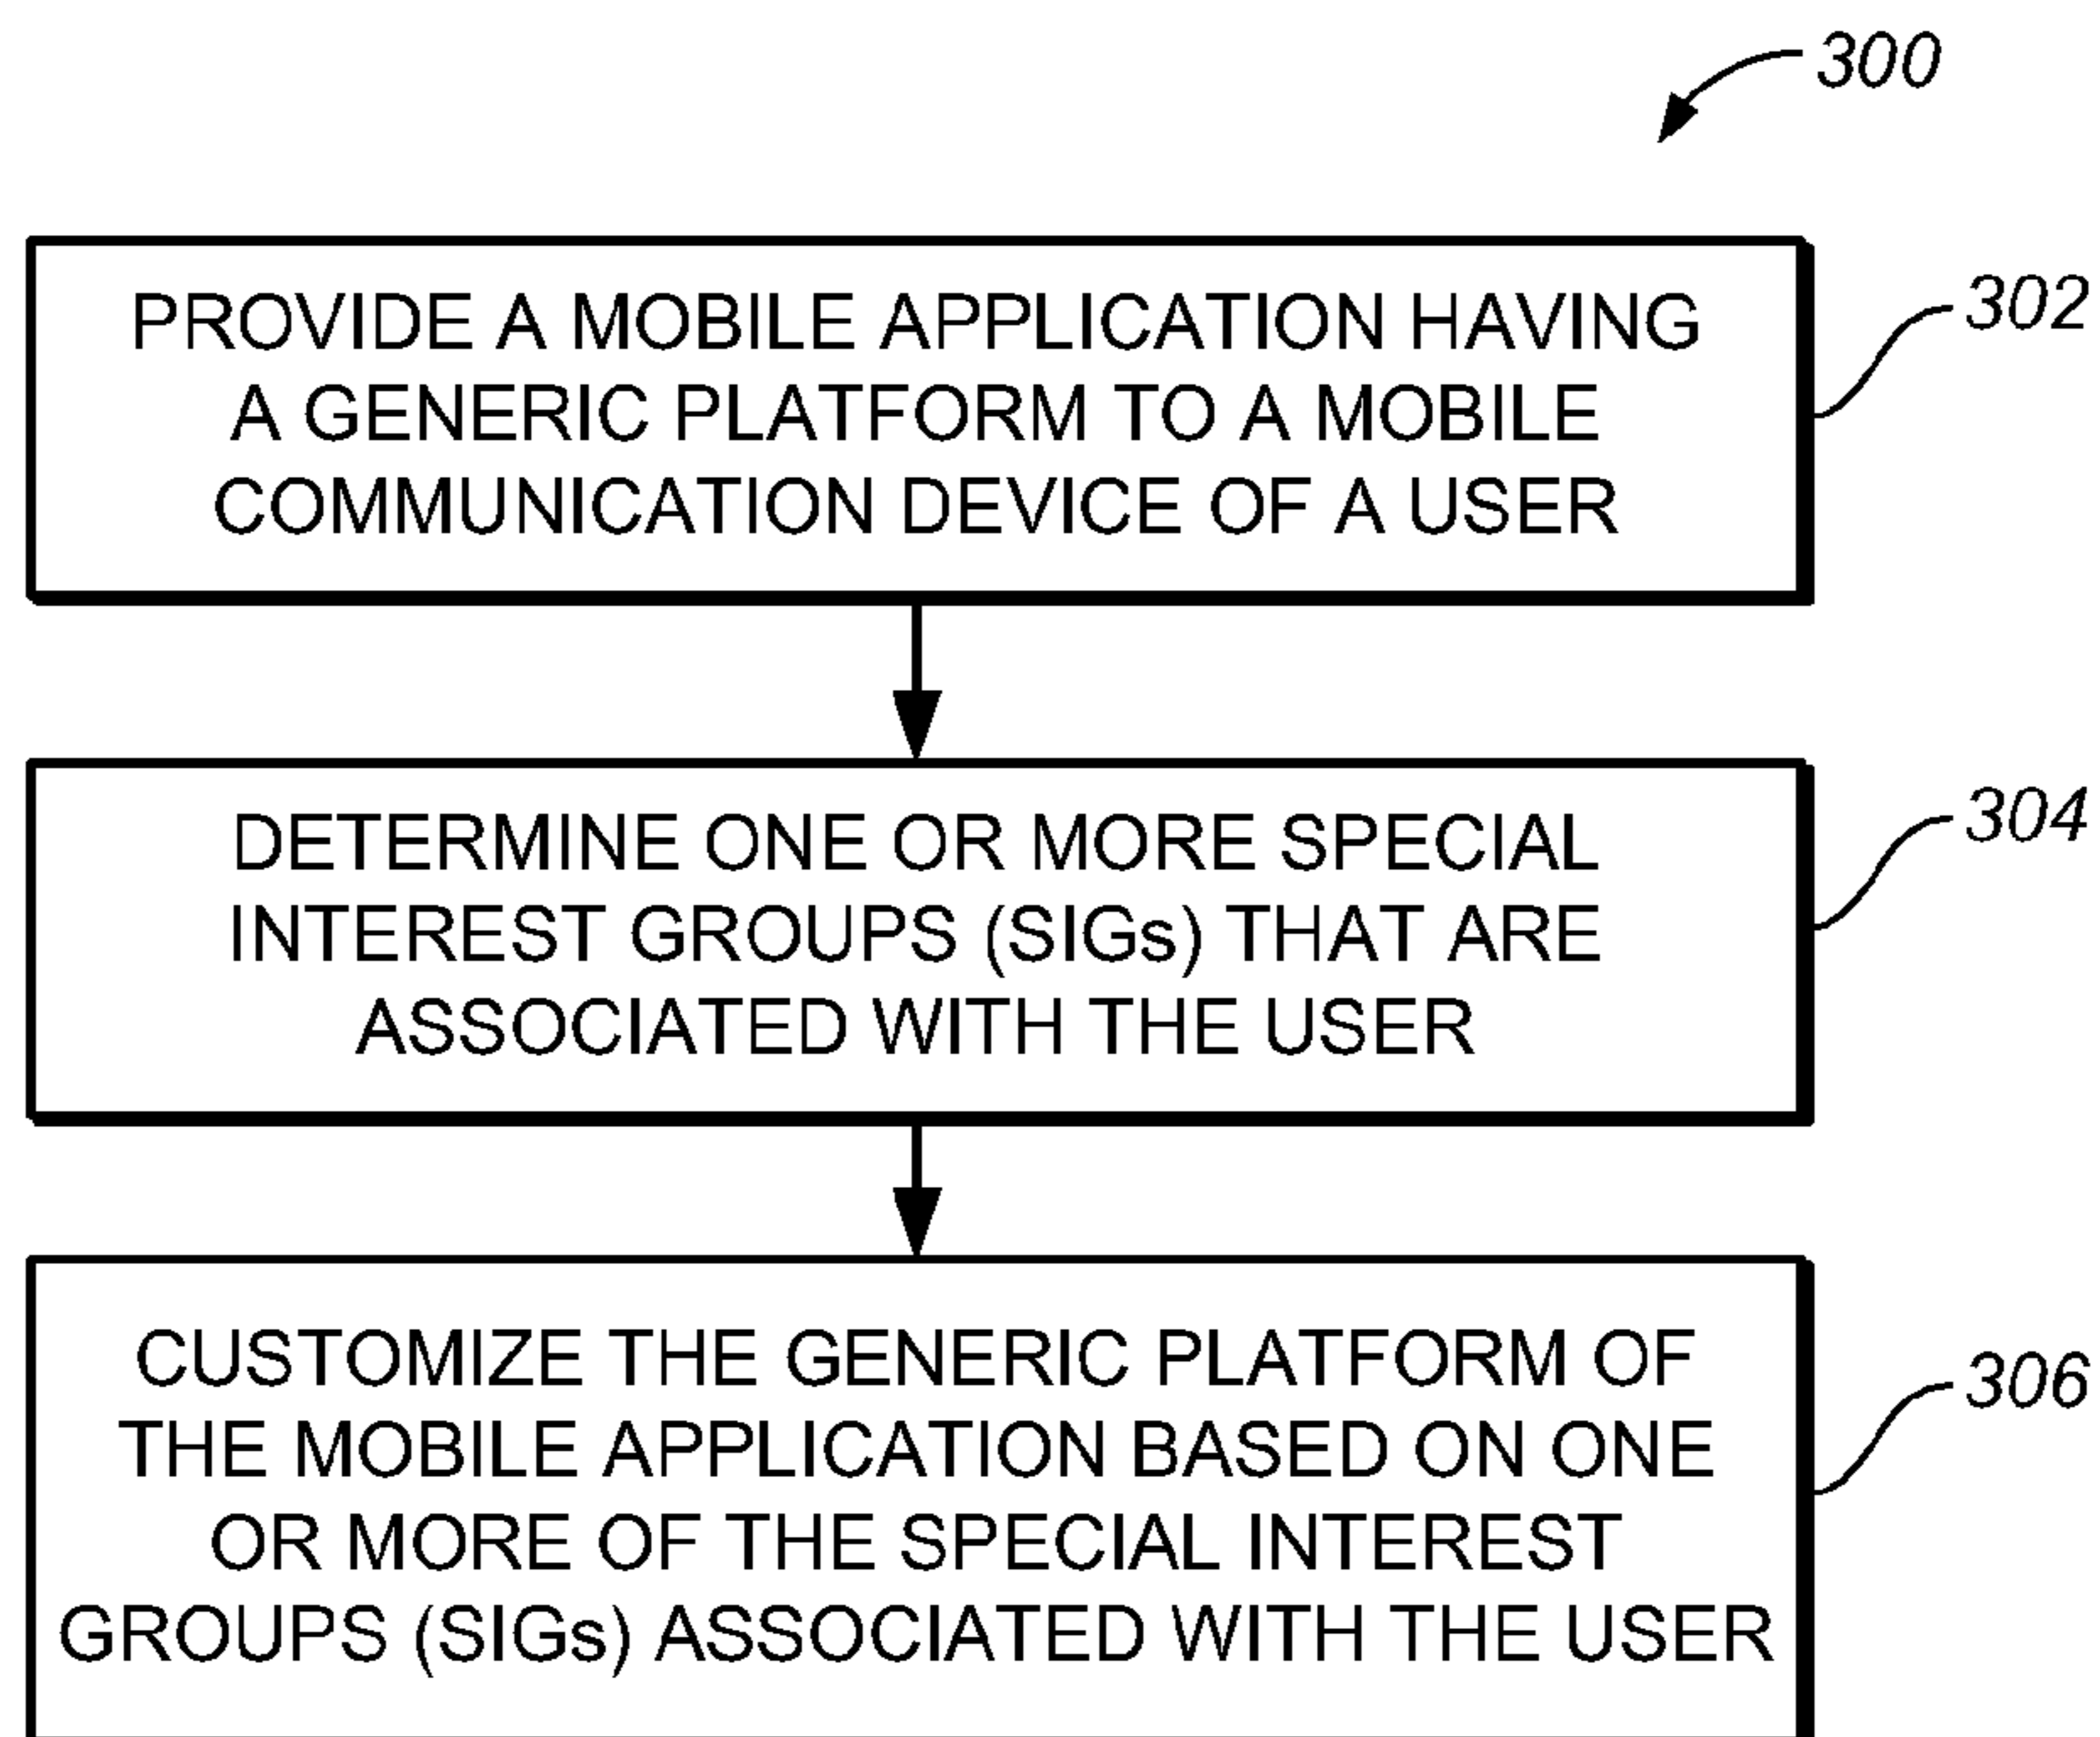 300
PROVIDE A MOBILE APPLICATION HAVING
A GENERIC PLATFORM TO A MOBILE
COMMUNICATION DEVICE OF A USER
302
DETERMINE ONE OR MORE SPECIAL
INTEREST GROUPS (SIGs) THAT ARE
ASSOCIATED WITH THE USER
304
CUSTOMIZE THE GENERIC PLATFORM OF
THE MOBILE APPLICATION BASED ON ONE
OR MORE OF THE SPECIAL INTEREST
GROUPS (SIGs) ASSOCIATED WITH THE USER
306